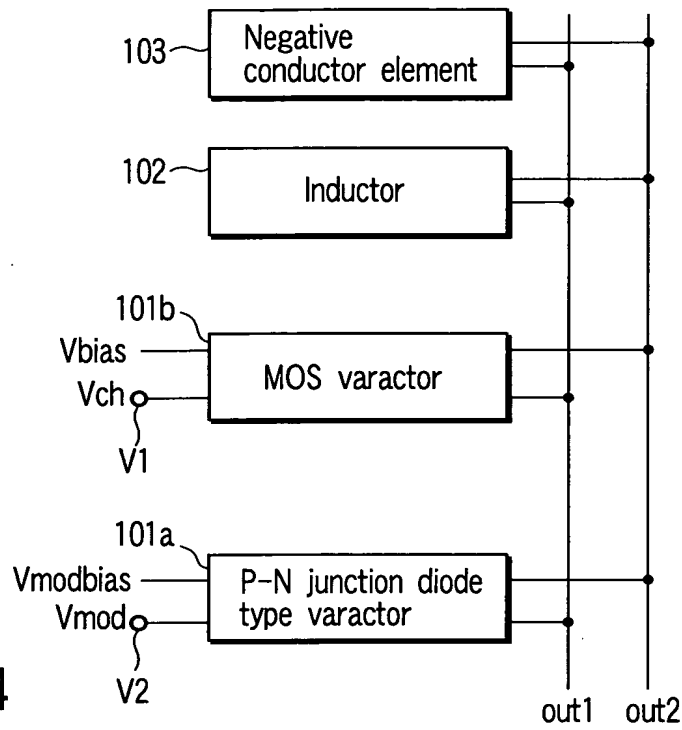 103
Negative
conductor element
102
Inductor
101b
Vbias
Vch
MOS varactor
V1
101a
Vmodbias
Vmod
P-N junction diode
type varactor
V2
4
out1 out2